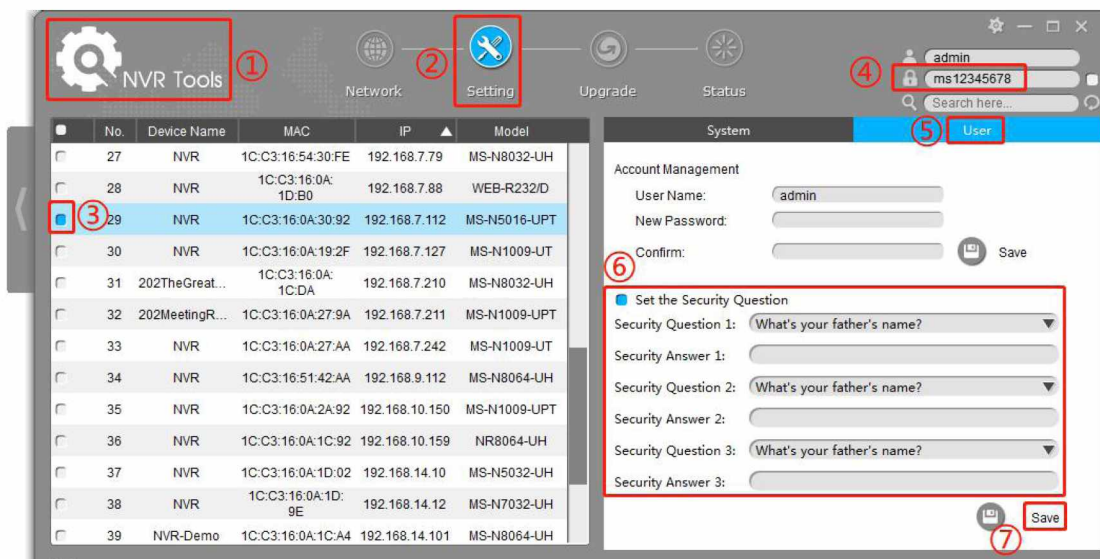 NVR Tools
①
②
Network
Setting
Upgrade
Status
admin
④
ms12345678
Search here...
No. Device Name MAC IP Model
27 NVR 1C:C3:16:54:30:FE 192.168.7.79 MS-N8032-UH
28 NVR 1C:C3:16:0A:
1D:B0 192.168.7.88 WEB-R232/D
③
29 NVR 1C:C3:16:0A:30:92 192.168.7.112 MS-N5016-UPT
30 NVR 1C:C3:16:0A:19:2F 192.168.7.127 MS-N1009-UT
31 202TheGreat... 1C:C3:16:0A:
1C:DA 192.168.7.210 MS-N8032-UH
32 202MeetingR... 1C:C3:16:0A:27:9A 192.168.7.211 MS-N1009-UPT
33 NVR 1C:C3:16:0A:27:AA 192.168.7.242 MS-N1009-UT
34 NVR 1C:C3:16:51:42:AA 192.168.9.112 MS-N8064-UH
35 NVR 1C:C3:16:0A:2A:92 192.168.10.150 MS-N1009-UPT
36 NVR 1C:C3:16:0A:1C:92 192.168.10.159 NR8064-UH
37 NVR 1C:C3:16:0A:1D:02 192.168.14.10 MS-N5032-UH
38 NVR 1C:C3:16:0A:1D:
9E 192.168.14.12 MS-N7032-UH
39 NVR-Demo 1C:C3:16:0A:1C:A4 192.168.14.101 MS-N8064-UH
System
⑤
User
Account Management
User Name: admin
New Password:
Confirm:
Save
⑥
Set the Security Question
Security Question 1: What's your father's name?
Security Answer 1:
Security Question 2: What's your father's name?
Security Answer 2:
Security Question 3: What's your father's name?
Security Answer 3:
Save
⑦